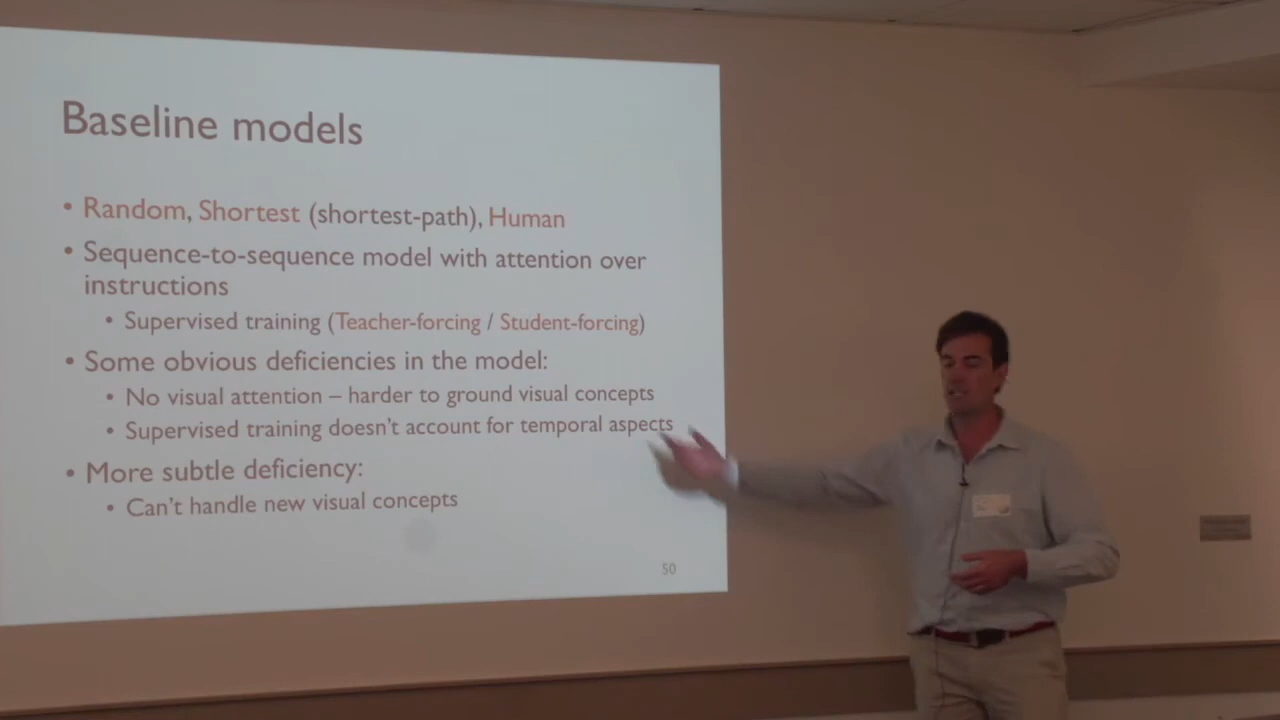 Baseline models
• Random, Shortest (shortest-path), Human
• Sequence-to-sequence model with attention over
instructions
• Supervised training (Teacher-forcing / Student-forcing)
• Some obvious deficiencies in the model:
• No visual attention – harder to ground visual concepts
• Supervised training doesn't account for temporal aspects
• More subtle deficiency:
• Can't handle new visual concepts
50